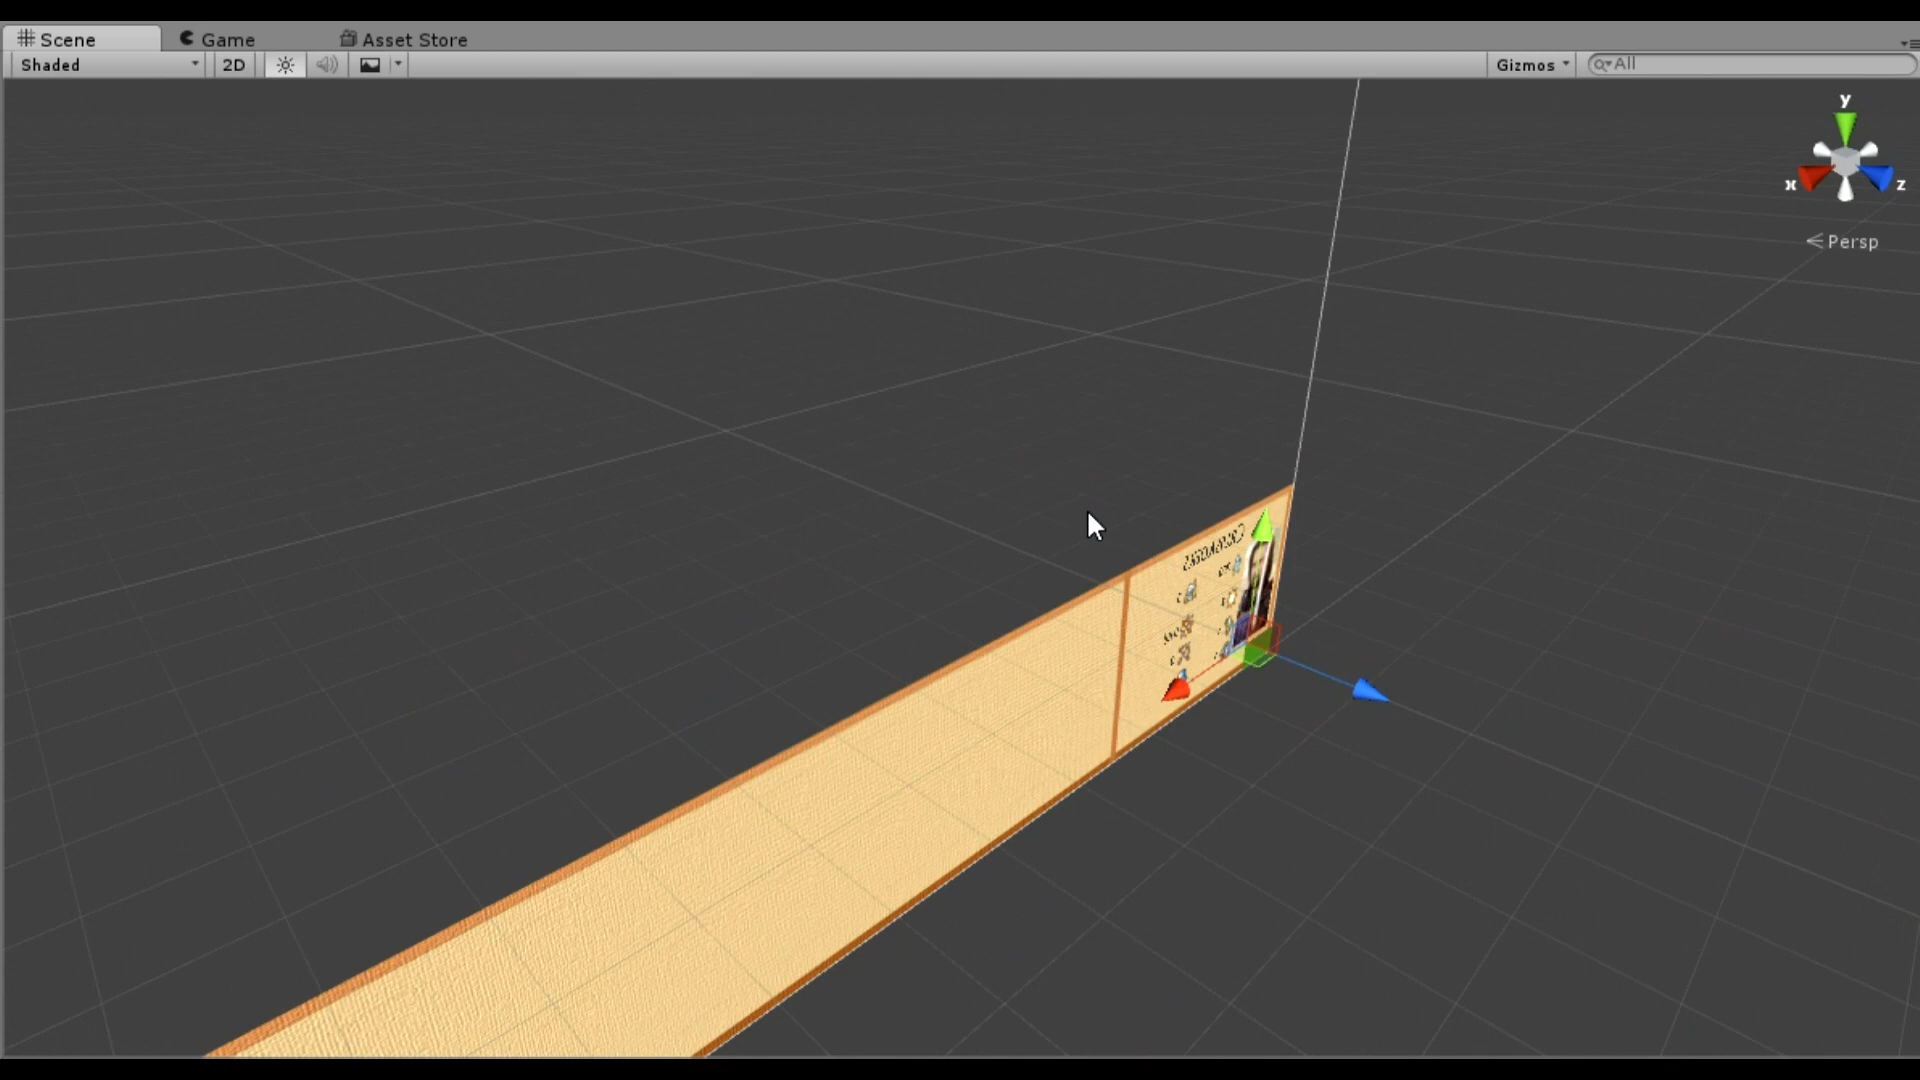 Scene
Game
Asset Store
Shaded
2D
Gizmos
All
y
x
z
Persp